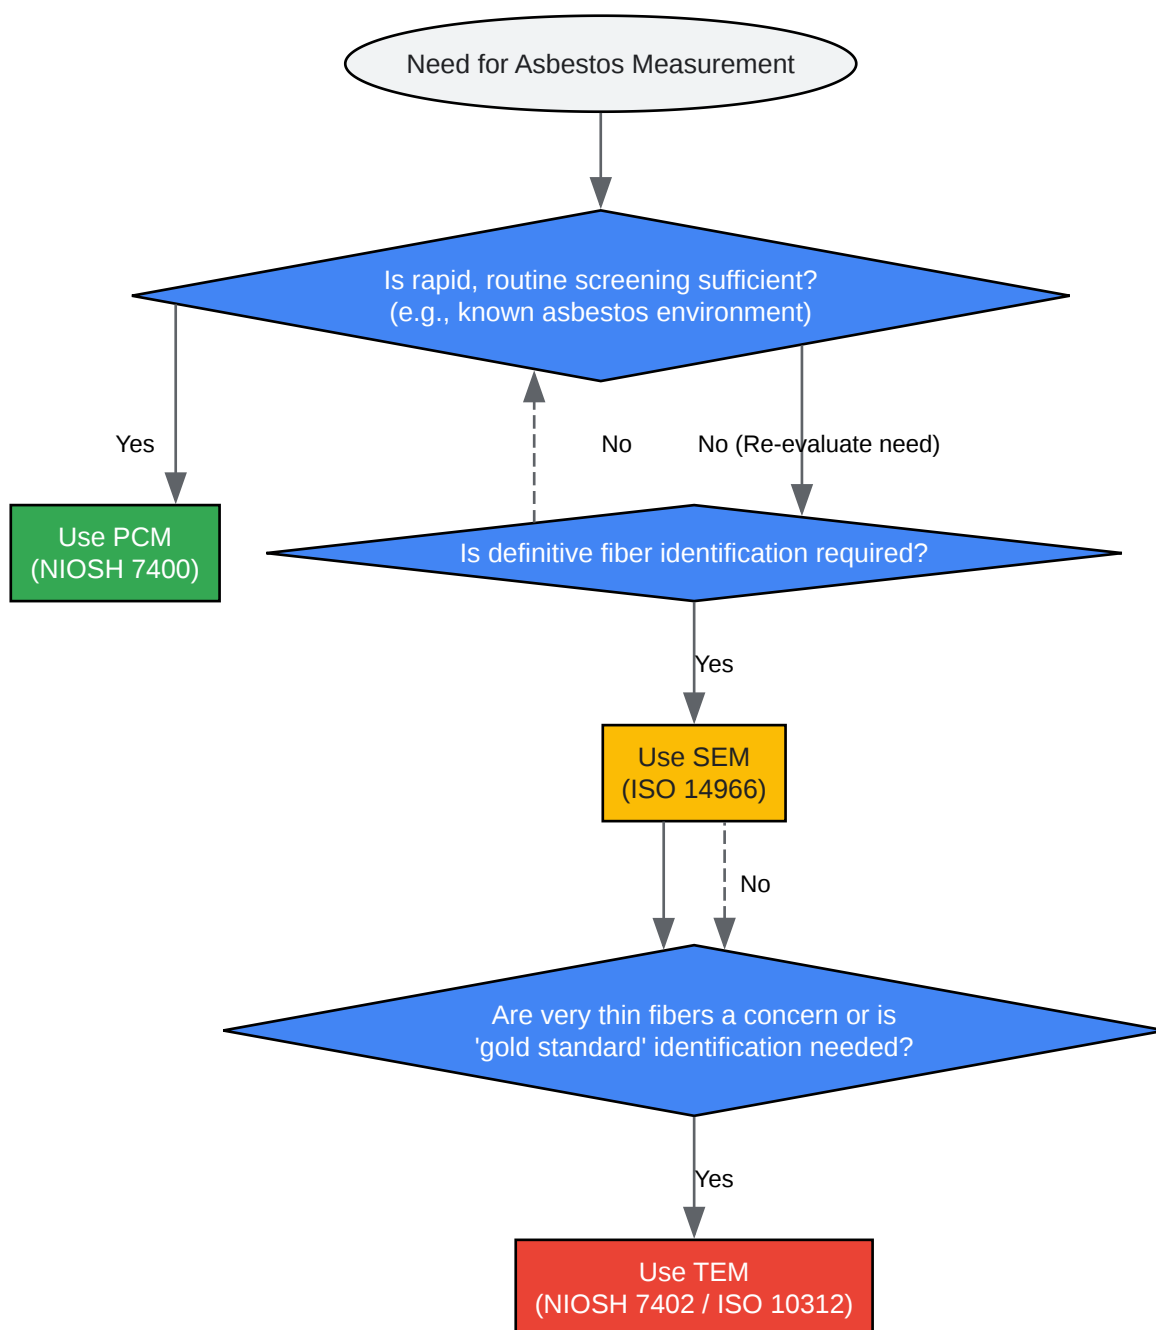 Need for Asbestos Measurement
Is rapid, routine screening sufficient?
(e.g., known asbestos environment)
Yes
No
No (Re-evaluate need)
Use PCM
(NIOSH 7400)
Is definitive fiber identification required?
Yes
Use SEM
(ISO 14966)
No
Are very thin fibers a concern or is
'gold standard' identification needed?
Yes
Use TEM
(NIOSH 7402 / ISO 10312)